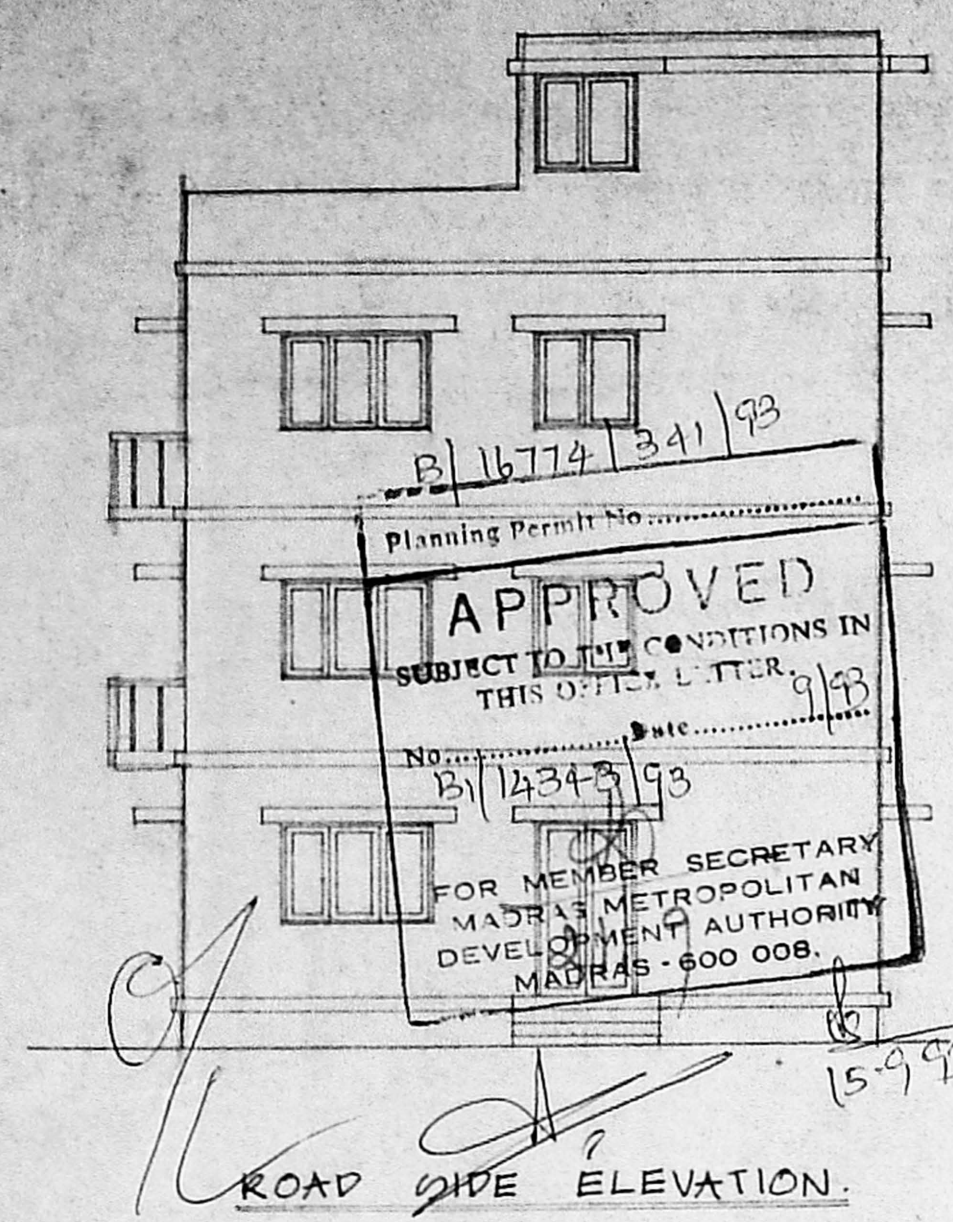 B/16774/341/93
Planning Permit No....................
APPROVED
SUBJECT TO THE CONDITIONS IN
THIS OFFICE LETTER.
No.................... Date.................... 9/93
B1/14343/93
FOR MEMBER SECRETARY
MADRAS METROPOLITAN
DEVELOPMENT AUTHORITY
MADRAS - 600 008.
15.9.9
ROAD SIDE ELEVATION.